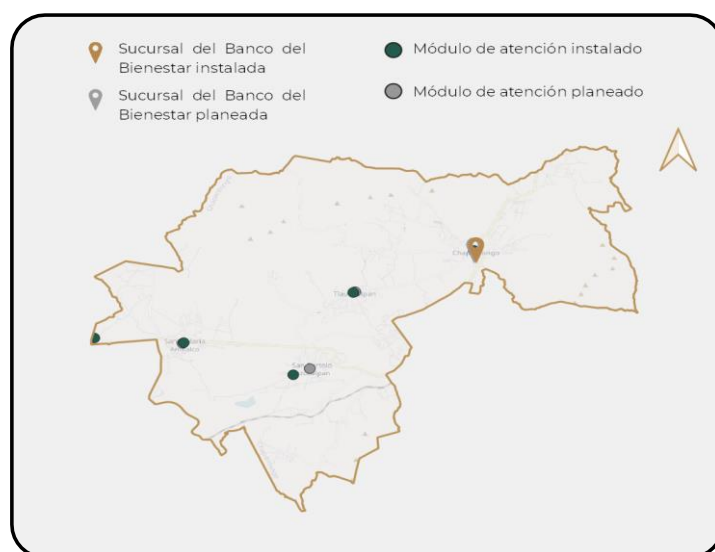 Sucursal del Banco del
Bienestar instalada
Sucursal del Banco del
Bienestar planeada
Módulo de atención instalado
Módulo de atención planeado